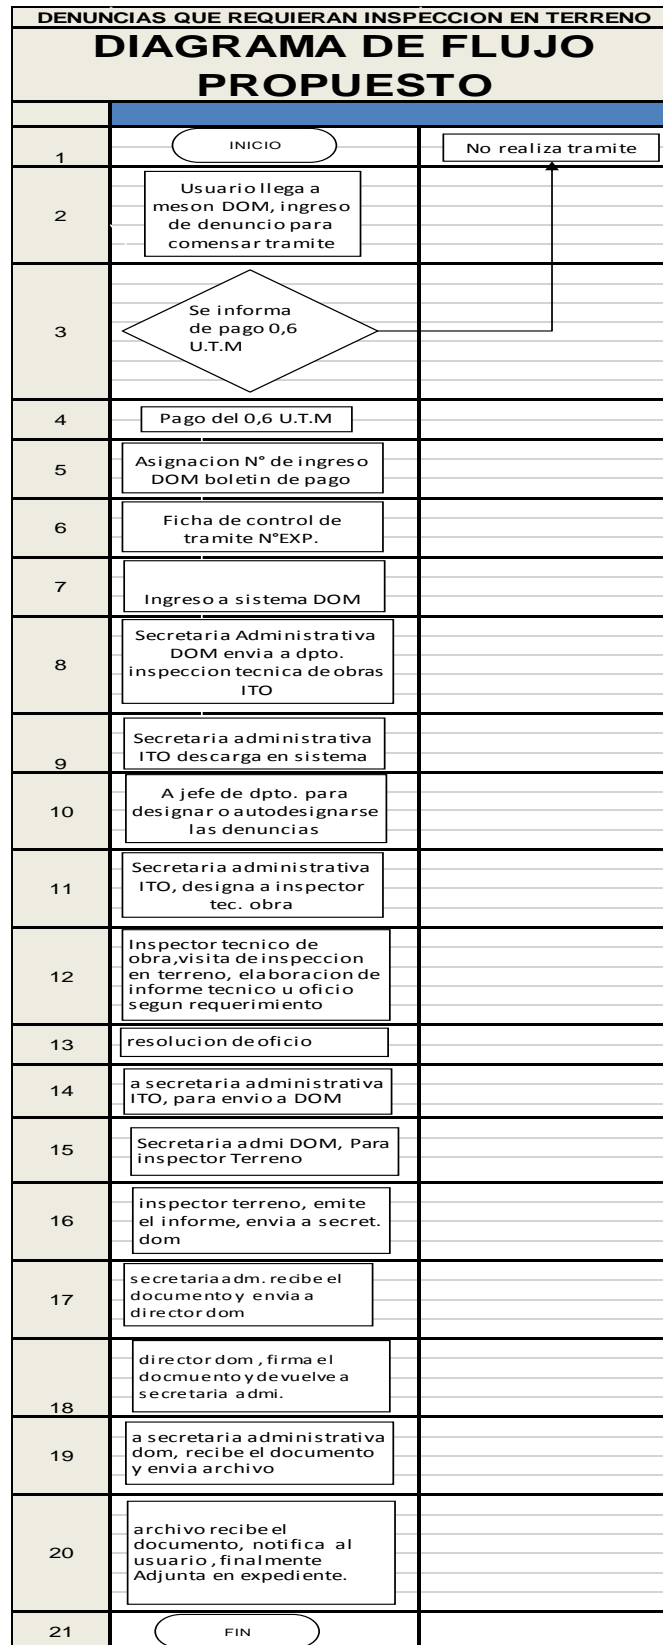 DENUNCIAS QUE REQUIERAN INSPECCION EN TERRENO
DIAGRAMA DE FLUJO
PROPUESTO
1
INICIO
No realiza tramite
2
Usuario llega a
meson DOM, ingreso
de denuncio para
comensar tramite
3
Se informa
de pago 0,6
U.T.M
4
Pago del 0,6 U.T.M
5
Asignacion N° de ingreso
DOM boletin de pago
6
Ficha de control de
tramite N°EXP.
7
Ingreso a sistema DOM
8
Secretaria Administrativa
DOM envia a dpto.
inspeccion tecnica de obras
ITO
9
Secretaria administrativa
ITO descarga en sistema
10
A jefe de dpto. para
designar o autodesignarse
las denuncias
11
Secretaria administrativa
ITO, designa a inspector
tec. obra
12
Inspector tecnico de
obra,visita de inspeccion
en terreno, elaboracion de
informe tecnico u oficio
segun requerimiento
13
resolucion de oficio
14
a secretaria administrativa
ITO, para envio a DOM
15
Secretaria admi DOM, Para
inspector Terreno
16
inspector terreno, emite
el informe, envia a secret.
dom
17
secretaria adm. recibe el
documento y envia a
director dom
18
director dom , firma el
docmuento y devuelve a
secretaria admi.
19
a secretaria administrativa
dom, recibe el documento
y envia archivo
20
archivo recibe el
documento, notifica al
usuario , finalmente
Adjunta en expediente.
21
FIN